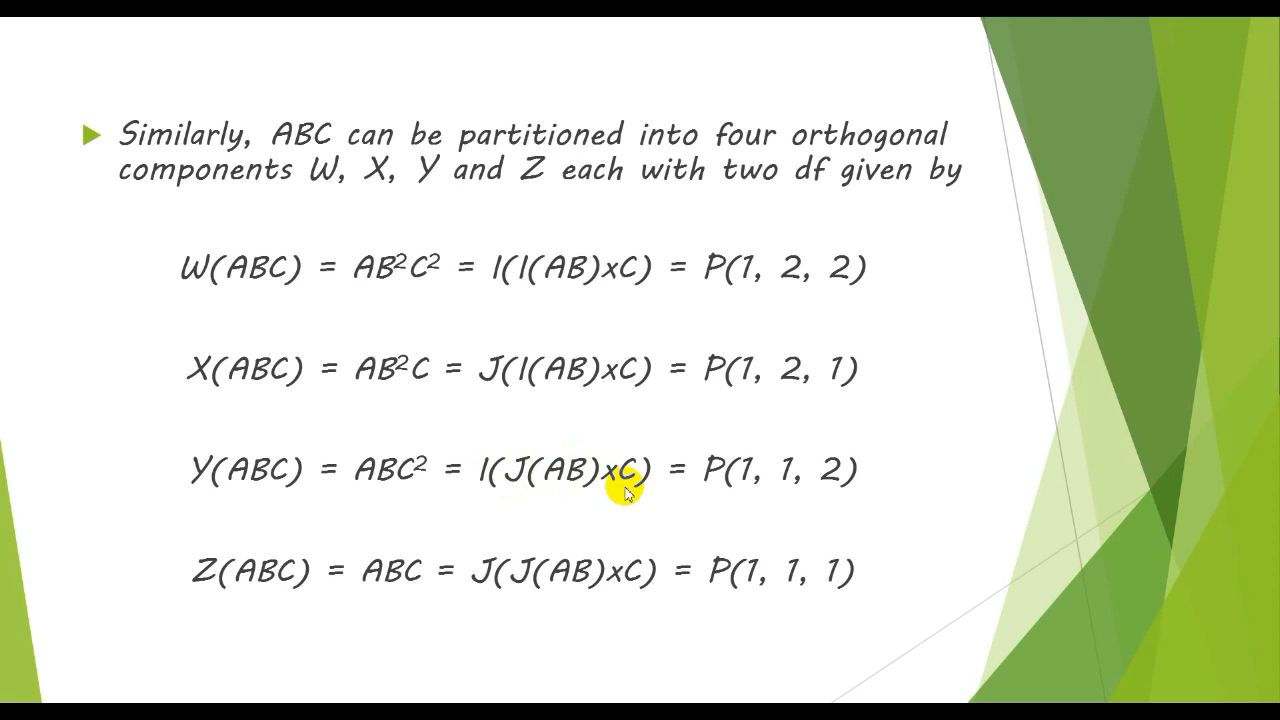 Similarly, ABC can be partitioned into four orthogonal
components W, X, Y and Z each with two df given by
W(ABC) = AB²C² = I(I(AB)xC) = P(1, 2, 2)
X(ABC) = AB²C = J(I(AB)xC) = P(1, 2, 1)
Y(ABC) = ABC² = I(J(AB)xC) = P(1, 1, 2)
Z(ABC) = ABC = J(J(AB)xC) = P(1, 1, 1)